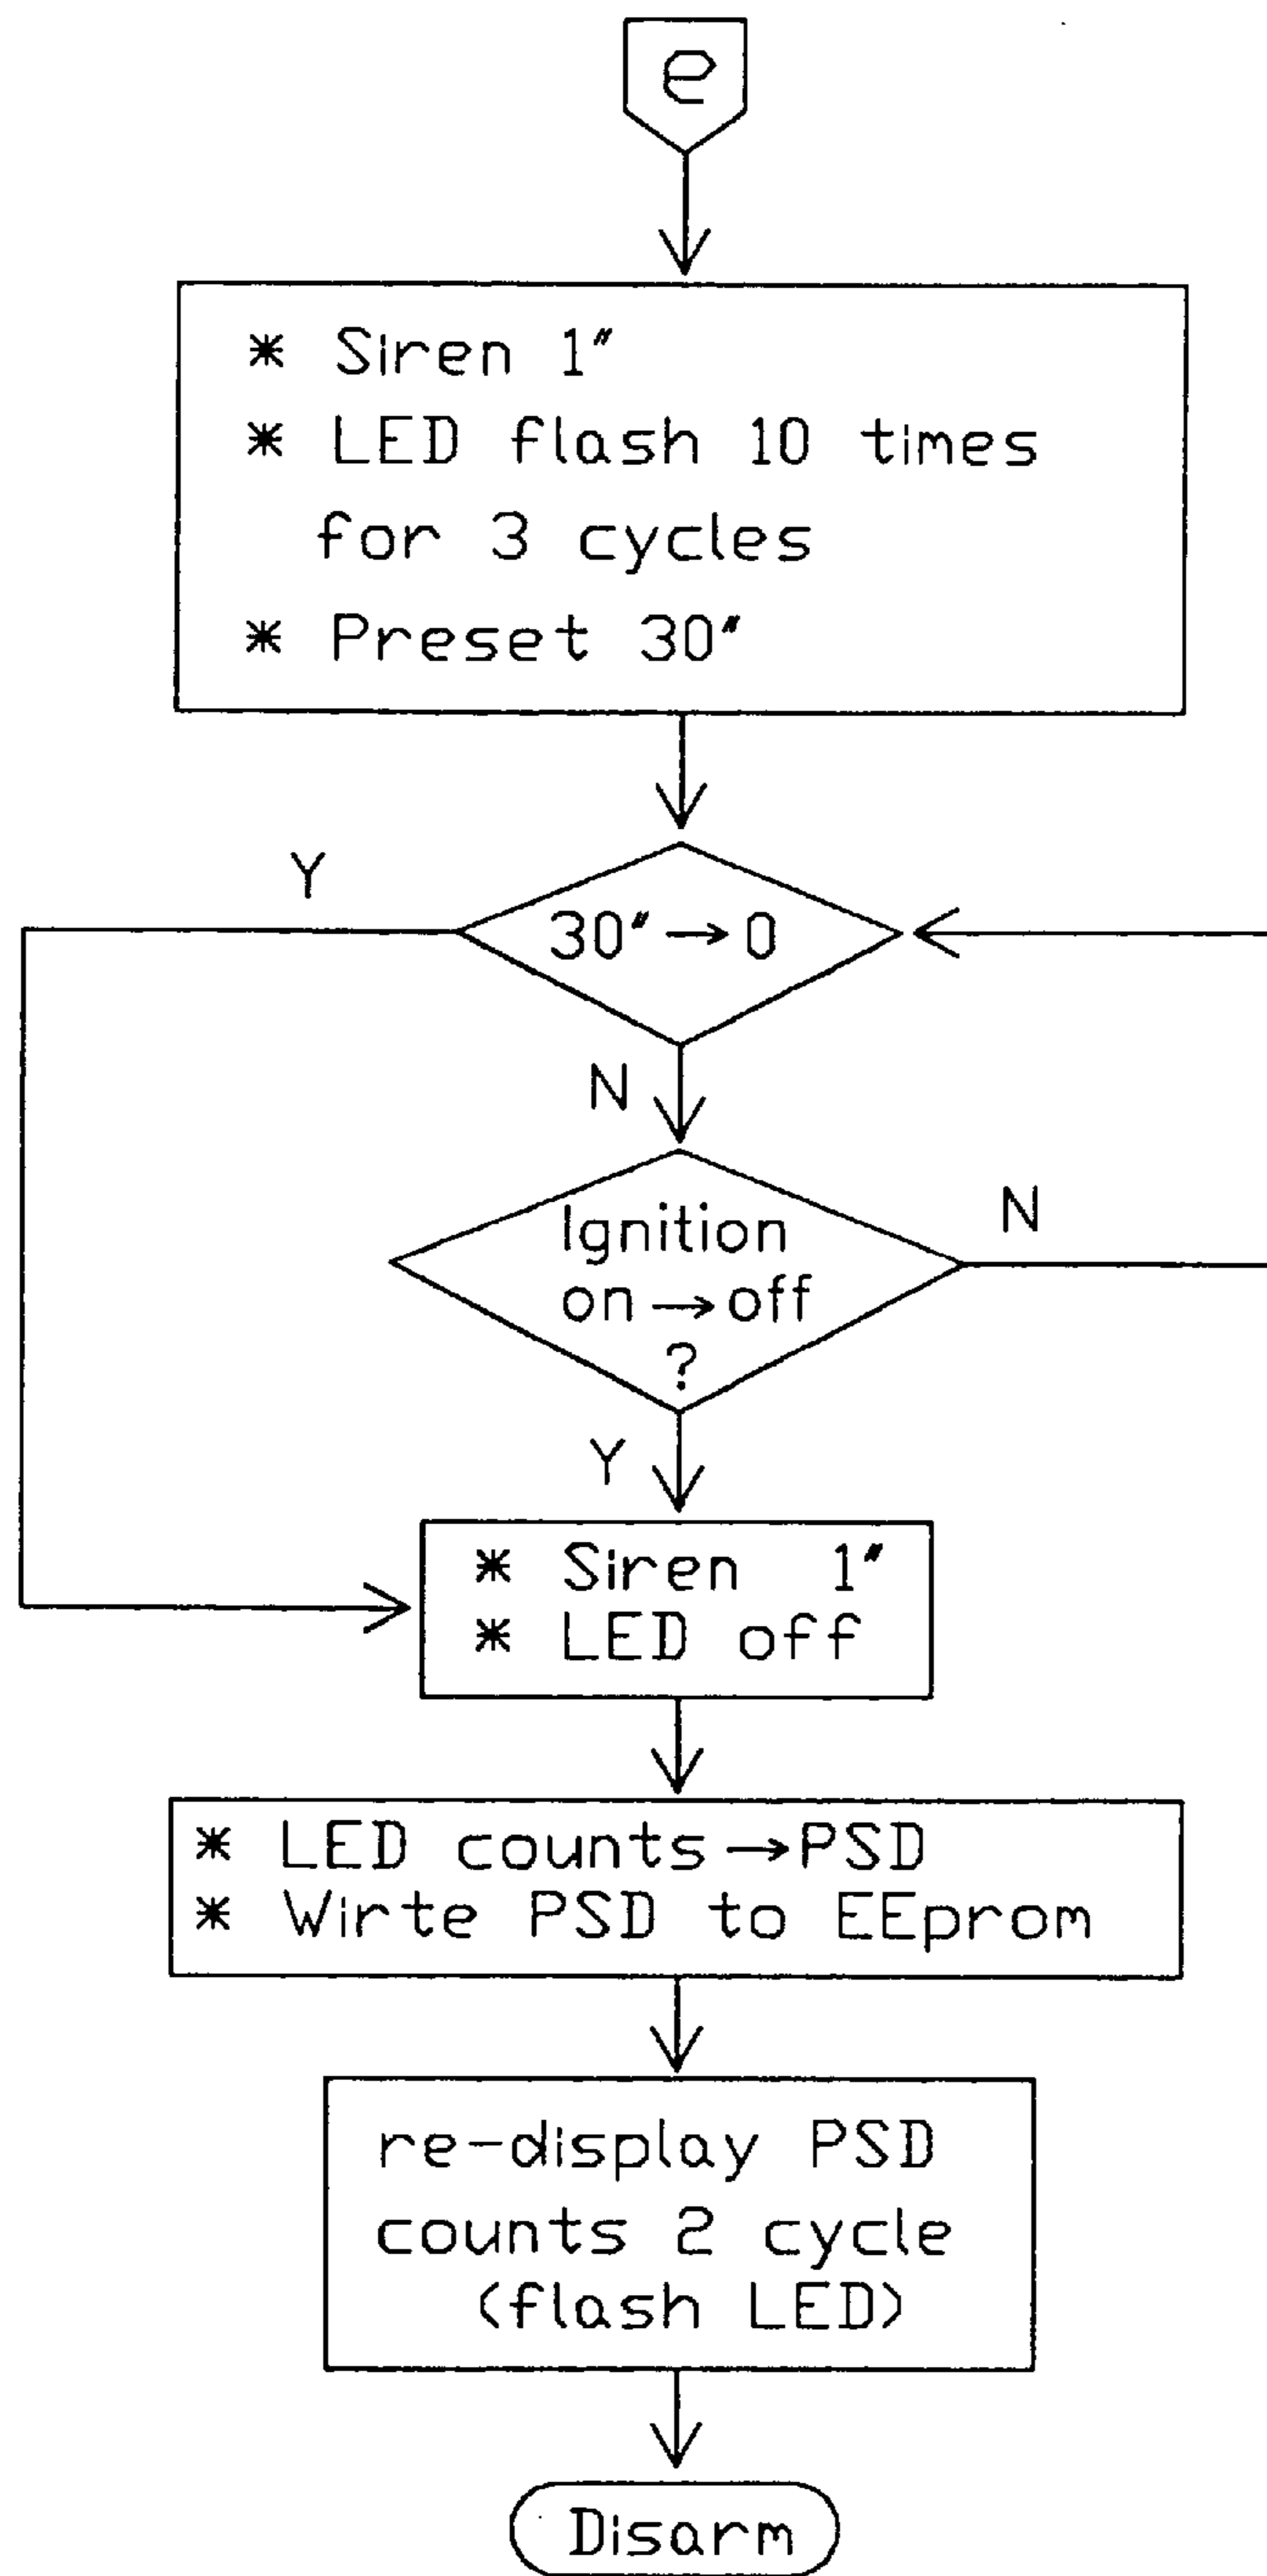 e
* Siren 1"
* LED flash 10 times
for 3 cycles
* Preset 30"
Y
30"→0
N
Ignition
on→off
?
N
Y
* Siren 1"
* LED off
* LED counts→PSD
* Wirte PSD to EEprom
re-display PSD
counts 2 cycle
(flash LED)
Disarm